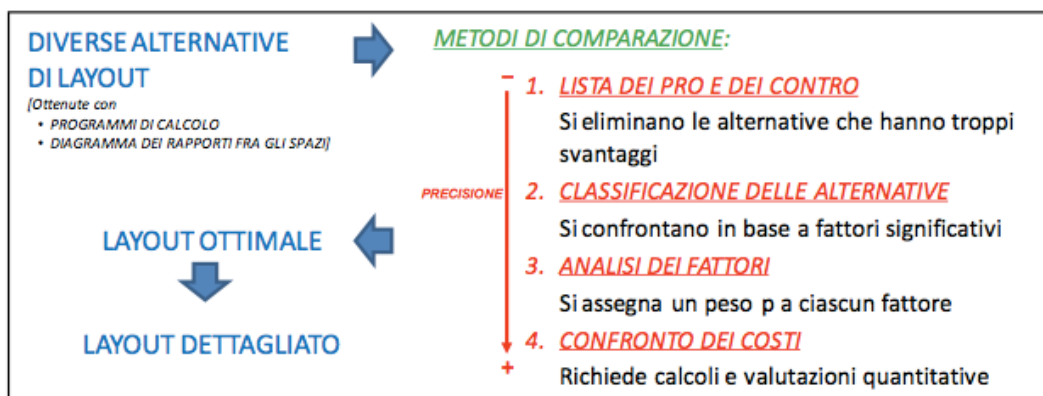 DIVERSE ALTERNATIVE
DI LAYOUT
[Ottenute con
• PROGRAMMI DI CALCOLO
• DIAGRAMMA DEI RAPPORTI FRA GLI SPAZI]
LAYOUT OTTIMALE
LAYOUT DETTAGLIATO
METODI DI COMPARAZIONE:
PRECISIONE
−
+
1. LISTA DEI PRO E DEI CONTRO
Si eliminano le alternative che hanno troppi
svantaggi
2. CLASSIFICAZIONE DELLE ALTERNATIVE
Si confrontano in base a fattori significativi
3. ANALISI DEI FATTORI
Si assegna un peso p a ciascun fattore
4. CONFRONTO DEI COSTI
Richiede calcoli e valutazioni quantitative